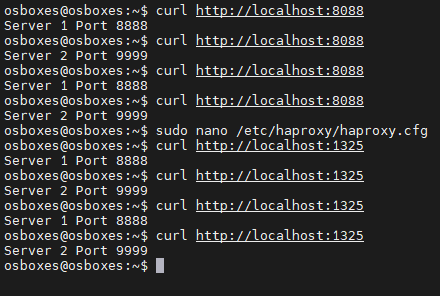 osboxes@osboxes:~$ curl http://localhost:8088
Server 1 Port 8888
osboxes@osboxes:~$ curl http://localhost:8088
Server 2 Port 9999
osboxes@osboxes:~$ curl http://localhost:8088
Server 1 Port 8888
osboxes@osboxes:~$ curl http://localhost:8088
Server 2 Port 9999
osboxes@osboxes:~$ sudo nano /etc/haproxy/haproxy.cfg
osboxes@osboxes:~$ curl http://localhost:1325
Server 1 Port 8888
osboxes@osboxes:~$ curl http://localhost:1325
Server 2 Port 9999
osboxes@osboxes:~$ curl http://localhost:1325
Server 1 Port 8888
osboxes@osboxes:~$ curl http://localhost:1325
Server 2 Port 9999
osboxes@osboxes:~$